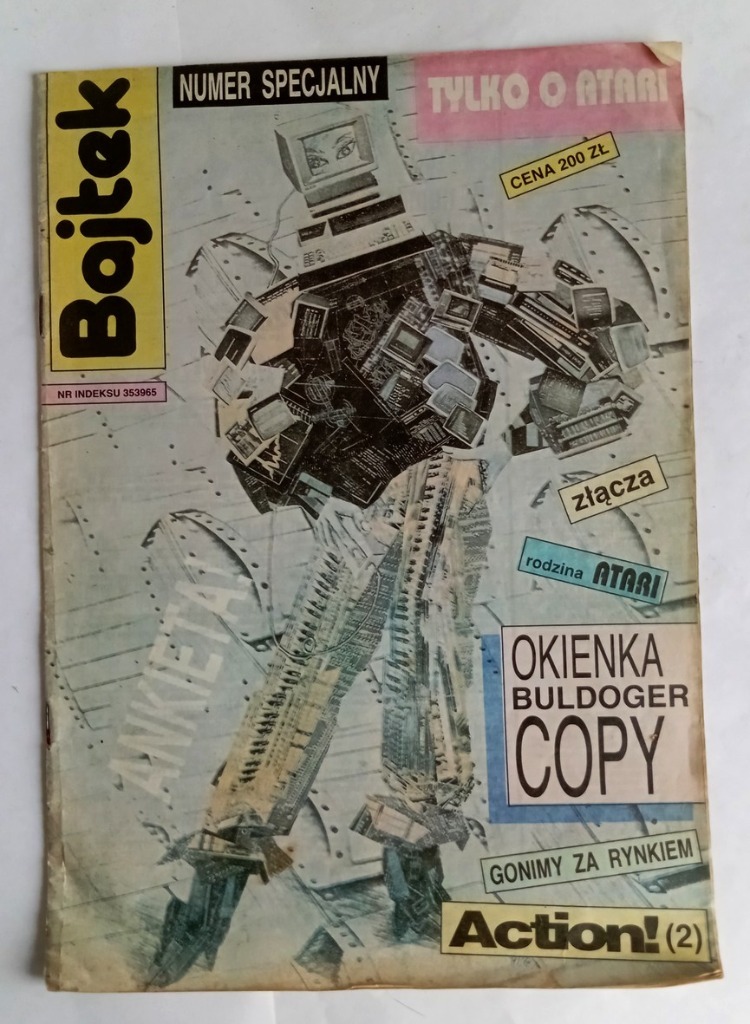 Bajtek
NUMER SPECJALNY
TYLKO O ATARI
CENA 200 ZŁ
NR INDEKSU 353965
złącza
rodzina ATARI
ANKIETA!
OKIENKA
BULDOGER
COPY
GONIMY ZA RYNKIEM
Action! (2)